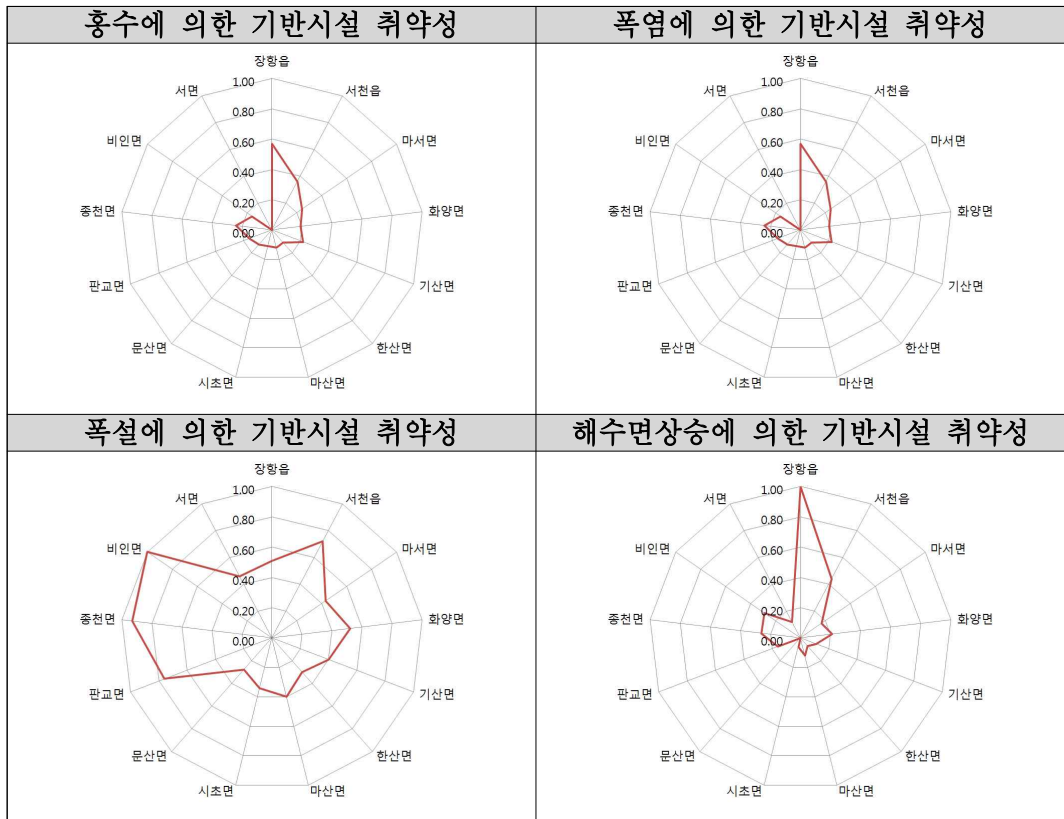 홍수에 의한 기반시설 취약성
폭염에 의한 기반시설 취약성
장항읍
서천읍
마서면
화양면
기산면
한산면
마산면
시초면
문산면
판교면
종천면
비인면
서면
1.00
0.80
0.60
0.40
0.20
0.00
장항읍
서천읍
마서면
화양면
기산면
한산면
마산면
시초면
문산면
판교면
종천면
비인면
서면
1.00
0.80
0.60
0.40
0.20
0.00
폭설에 의한 기반시설 취약성
해수면상승에 의한 기반시설 취약성
장항읍
서천읍
마서면
화양면
기산면
한산면
마산면
시초면
문산면
판교면
종천면
비인면
서면
1.00
0.80
0.60
0.40
0.20
0.00
장항읍
서천읍
마서면
화양면
기산면
한산면
마산면
시초면
문산면
판교면
종천면
비인면
서면
1.00
0.80
0.60
0.40
0.20
0.00